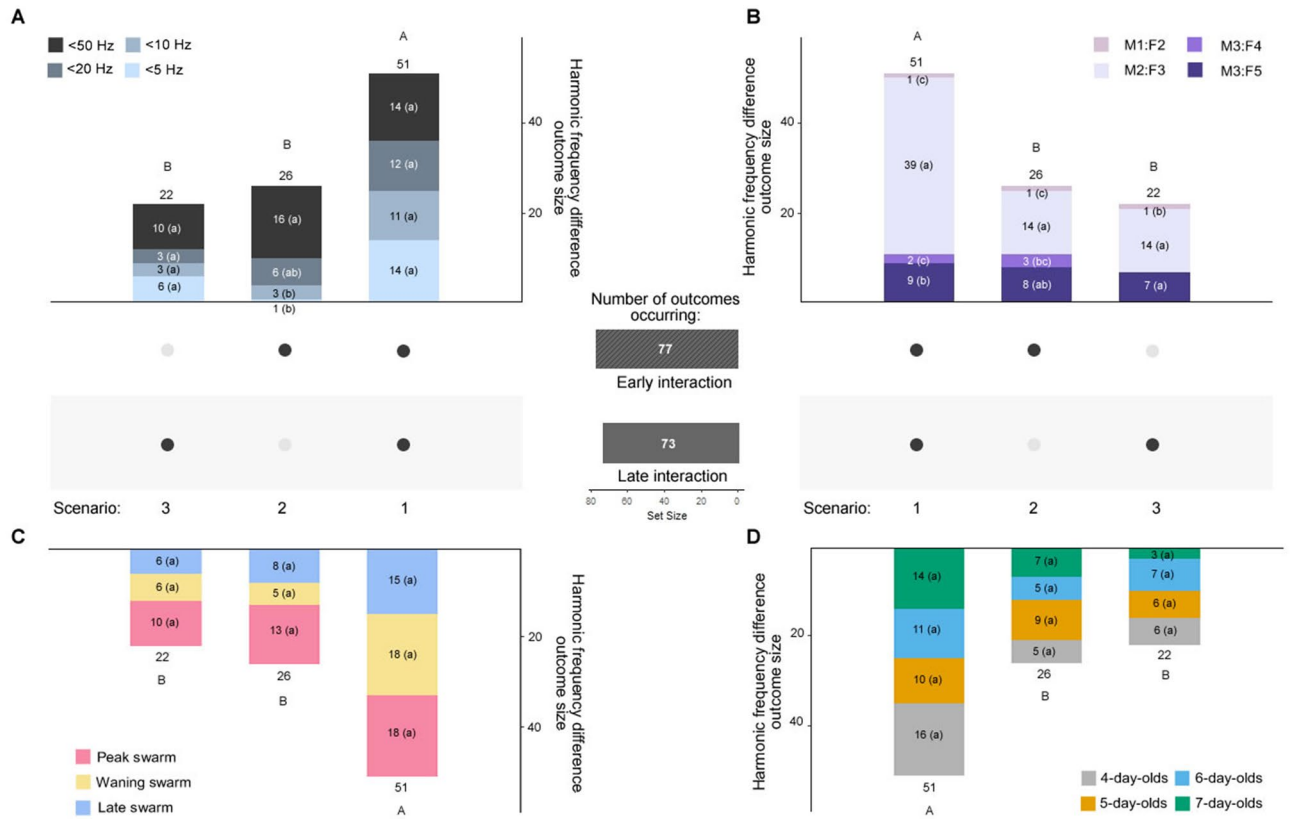 A
<50 Hz
<10 Hz
<20 Hz
<5 Hz
B
22
10 (a)
3 (a)
3 (a)
6 (a)
B
26
16 (a)
6 (ab)
3 (b)
1 (b)
A
51
14 (a)
12 (a)
11 (a)
14 (a)
40
20
Harmonic frequency difference
outcome size
B
M1:F2
M3:F4
M2:F3
M3:F5
Harmonic frequency difference
outcome size
40
20
A
51
1 (c)
39 (a)
2 (c)
9 (b)
B
26
1 (c)
14 (a)
3 (bc)
8 (ab)
B
22
1 (b)
14 (a)
7 (a)
Number of outcomes
occurring:
77
Early interaction
73
Late interaction
80 60 40 20 0
Set Size
Scenario: 3 2 1
Scenario: 1 2 3
C
6 (a)
6 (a)
10 (a)
22
B
8 (a)
5 (a)
13 (a)
26
B
15 (a)
18 (a)
18 (a)
51
A
20
40
Harmonic frequency difference
outcome size
Peak swarm
Waning swarm
Late swarm
D
Harmonic frequency difference
outcome size
20
40
14 (a)
11 (a)
10 (a)
16 (a)
51
A
7 (a)
5 (a)
9 (a)
5 (a)
26
B
3 (a)
7 (a)
6 (a)
6 (a)
22
B
4-day-olds
6-day-olds
5-day-olds
7-day-olds